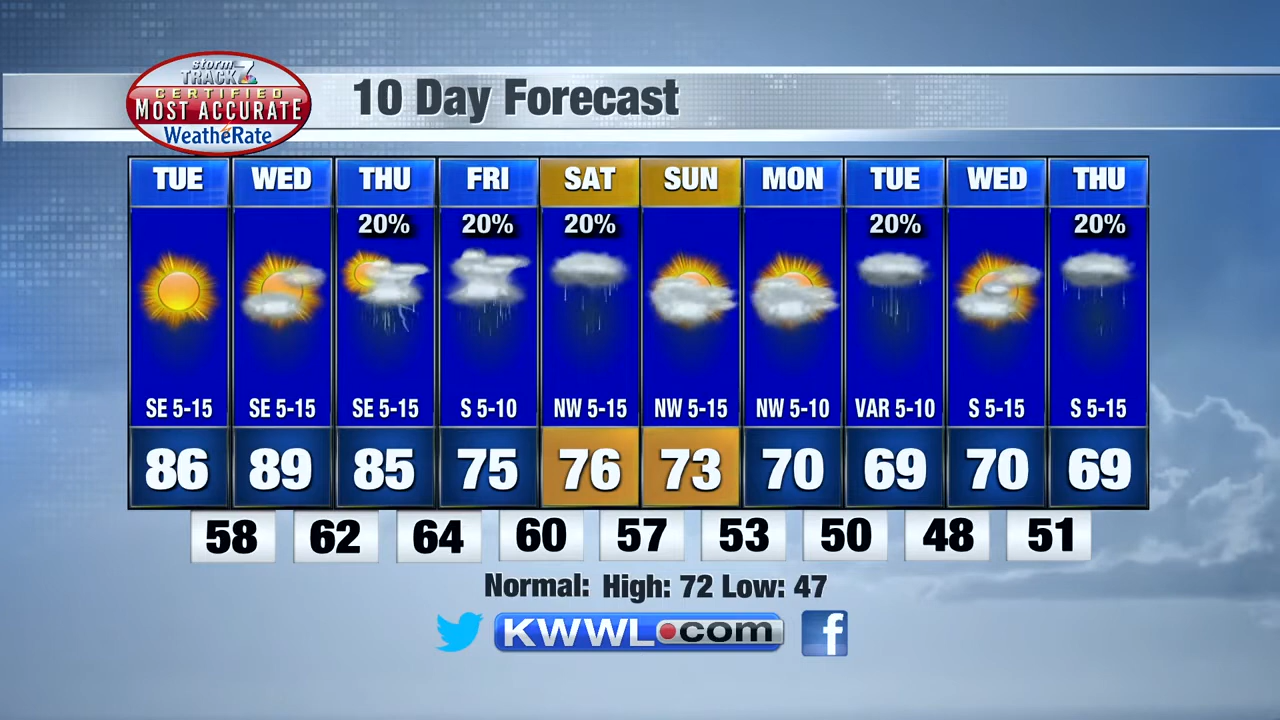 storm
TRACK 7
CERTIFIED
MOST ACCURATE
WeatheRate
10 Day Forecast
TUE WED THU FRI SAT SUN MON TUE WED THU
20% 20% 20% 20% 20%
SE 5-15 SE 5-15 SE 5-15 S 5-10 NW 5-15 NW 5-15 NW 5-10 VAR 5-10 S 5-15 S 5-15
86 89 85 75 76 73 70 69 70 69
58 62 64 60 57 53 50 48 51
Normal: High: 72 Low: 47
KWWL.com f